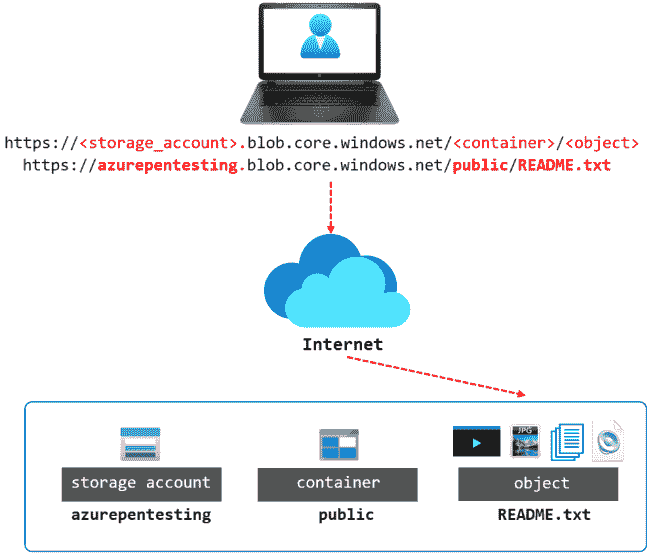 https://<storage_account>.blob.core.windows.net/<container>/<object>
https://azurepentesting.blob.core.windows.net/public/README.txt
Internet
JPG
storage account
container
object
azurepentesting
public
README.txt